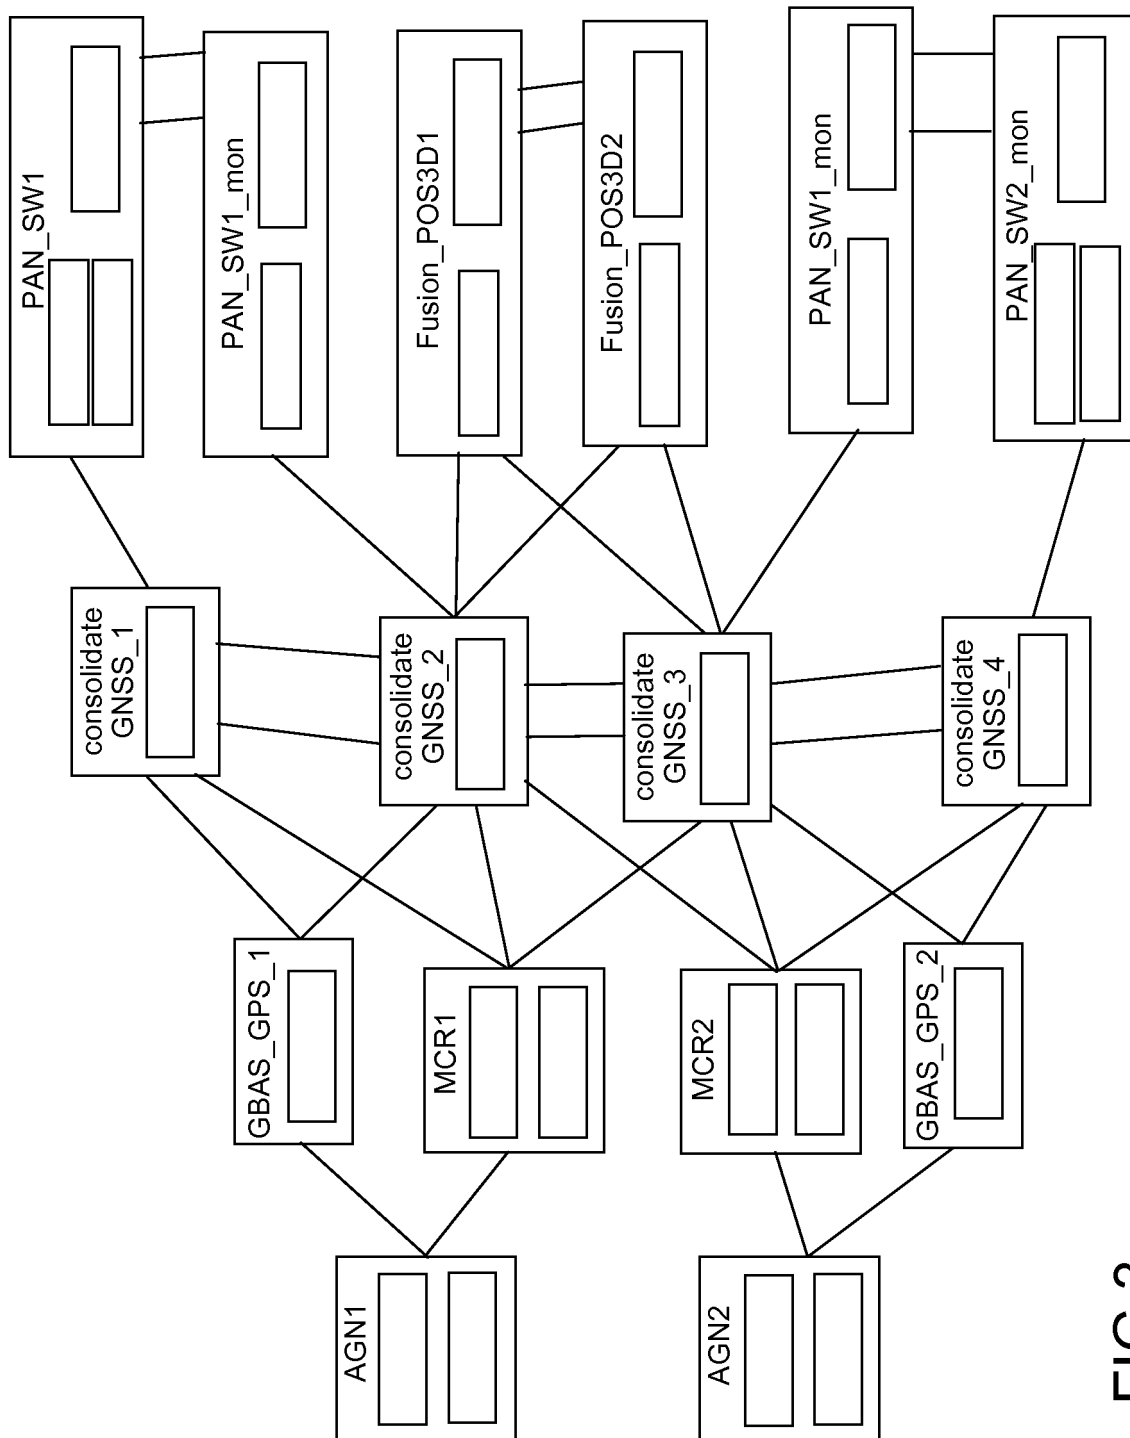 AGN1
AGN2
GBAS_GPS_1
MCR1
MCR2
GBAS_GPS_2
consolidate
GNSS_1
consolidate
GNSS_2
consolidate
GNSS_3
consolidate
GNSS_4
PAN_SW1
PAN_SW1_mon
Fusion_POS3D1
Fusion_POS3D2
PAN_SW1_mon
PAN_SW2_mon
FIG.